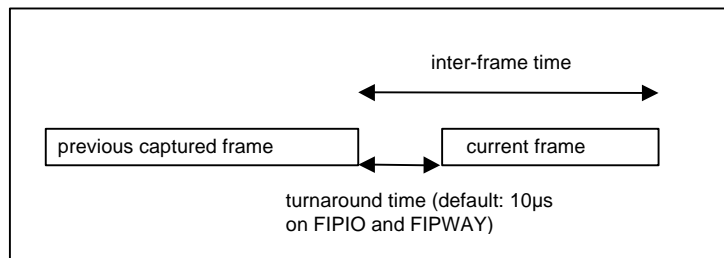 inter-frame time
previous captured frame
current frame
turnaround time (default: 10µs
on FIPIO and FIPWAY)